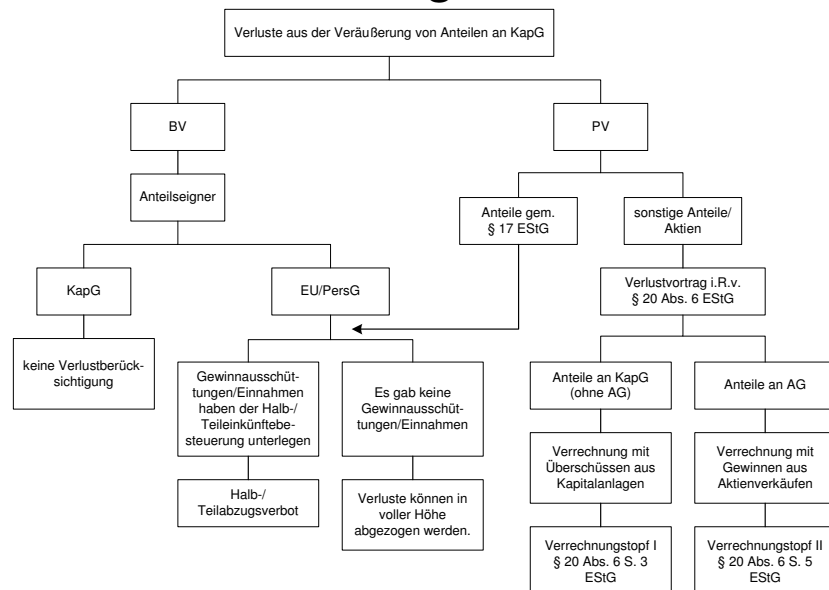 Verluste aus der Veräußerung von Anteilen an KapG
BV
PV
Anteilseigner
Anteile gem.
§ 17 EStG
sonstige Anteile/
Aktien
KapG
EU/PersG
Verlustvortrag i.R.v.
§ 20 Abs. 6 EStG
keine Verlustberück-
sichtigung
Gewinnausschüt-
tungen/Einnahmen
haben der Halb-/
Teileinkünftebe-
steuerung unterlegen
Es gab keine
Gewinnausschüt-
tungen/Einnahmen
Anteile an KapG
(ohne AG)
Anteile an AG
Verrechnung mit
Überschüssen aus
Kapitalanlagen
Verrechnung mit
Gewinnen aus
Aktienverkäufen
Halb-/
Teilabzugsverbot
Verluste können in
voller Höhe
abgezogen werden.
Verrechnungstopf I
§ 20 Abs. 6 S. 3
EStG
Verrechnungstopf II
§ 20 Abs. 6 S. 5
EStG